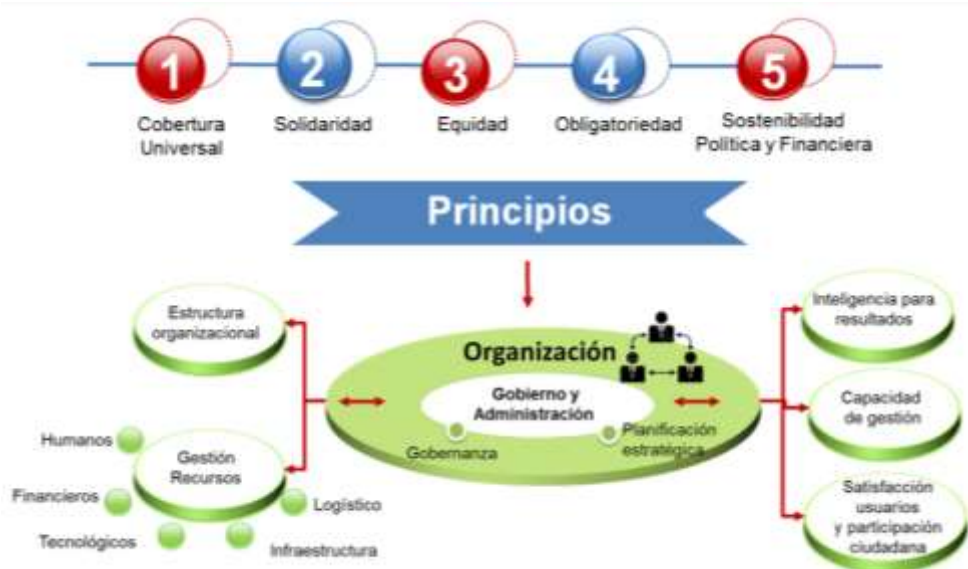 1
2
3
4
5
Cobertura
Universal
Solidaridad
Equidad
Obligatoriedad
Sostenibilidad
Política y Financiera
Principios
Estructura
organizacional
Organización
Gobierno y
Administración
Gobernanza
Planificación
estratégica
Inteligencia para
resultados
Capacidad
de gestión
Satisfacción
usuarios
y participación
ciudadana
Humanos
Gestión
Recursos
Financieros
Logístico
Tecnológicos
Infraestructura